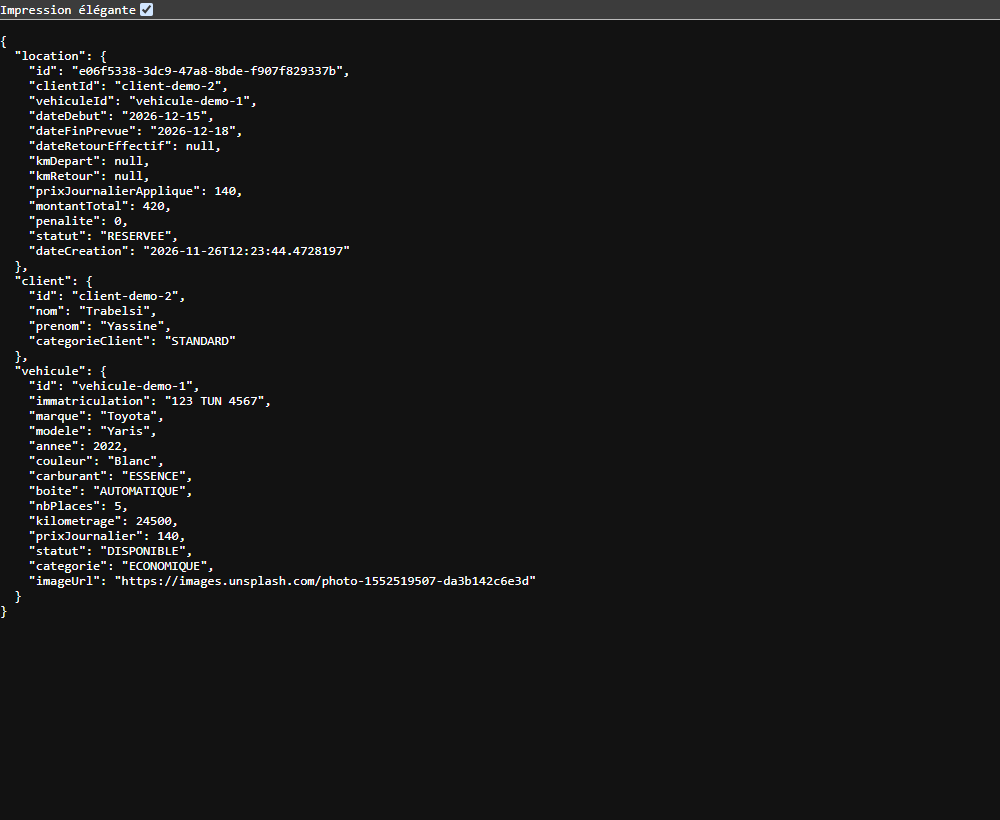 Impression élégante
{
  "location": {
    "id": "e06f5338-3dc9-47a8-8bde-f907f829337b",
    "clientId": "client-demo-2",
    "vehiculeId": "vehicule-demo-1",
    "dateDebut": "2026-12-15",
    "dateFinPrevue": "2026-12-18",
    "dateRetourEffectif": null,
    "kmDepart": null,
    "kmRetour": null,
    "prixJournalierApplique": 140,
    "montantTotal": 420,
    "penalite": 0,
    "statut": "RESERVEE",
    "dateCreation": "2026-11-26T12:23:44.4728197"
  },
  "client": {
    "id": "client-demo-2",
    "nom": "Trabelsi",
    "prenom": "Yassine",
    "categorieClient": "STANDARD"
  },
  "vehicule": {
    "id": "vehicule-demo-1",
    "immatriculation": "123 TUN 4567",
    "marque": "Toyota",
    "modele": "Yaris",
    "annee": 2022,
    "couleur": "Blanc",
    "carburant": "ESSENCE",
    "boite": "AUTOMATIQUE",
    "nbPlaces": 5,
    "kilometrage": 24500,
    "prixJournalier": 140,
    "statut": "DISPONIBLE",
    "categorie": "ECONOMIQUE",
    "imageUrl": "https://images.unsplash.com/photo-1552519507-da3b142c6e3d"
  }
}